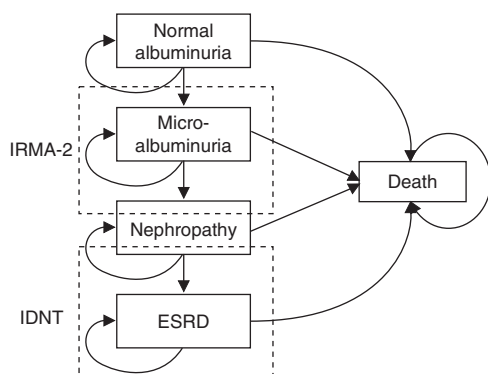 Normal
albuminuria
Micro-
albuminuria
IRMA-2
Death
Nephropathy
IDNT
ESRD